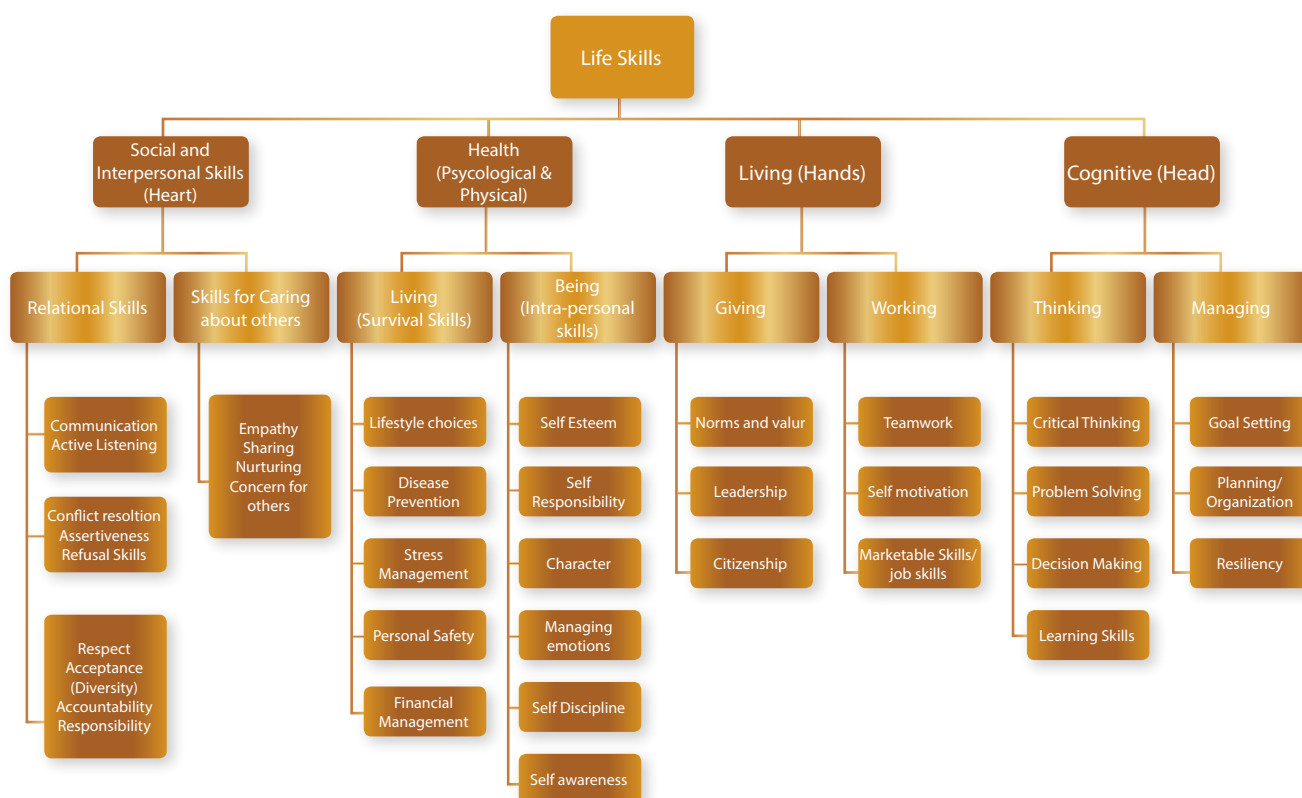 Life Skills
Social and
Interpersonal Skills
(Heart)
Health
(Psycological &
Physical)
Living (Hands)
Cognitive (Head)
Relational Skills
Skills for Caring
about others
Living
(Survival Skills)
Being
(Intra-personal
skills)
Giving
Working
Thinking
Managing
Communication
Active Listening
Conflict resoltion
Assertiveness
Refusal Skills
Respect
Acceptance
(Diversity)
Accountability
Responsibility
Empathy
Sharing
Nurturing
Concern for
others
Lifestyle choices
Disease
Prevention
Stress
Management
Personal Safety
Financial
Management
Self Esteem
Self
Responsibility
Character
Managing
emotions
Self Discipline
Self awareness
Norms and valur
Leadership
Citizenship
Teamwork
Self motivation
Marketable Skills/
job skills
Critical Thinking
Problem Solving
Decision Making
Learning Skills
Goal Setting
Planning/
Organization
Resiliency